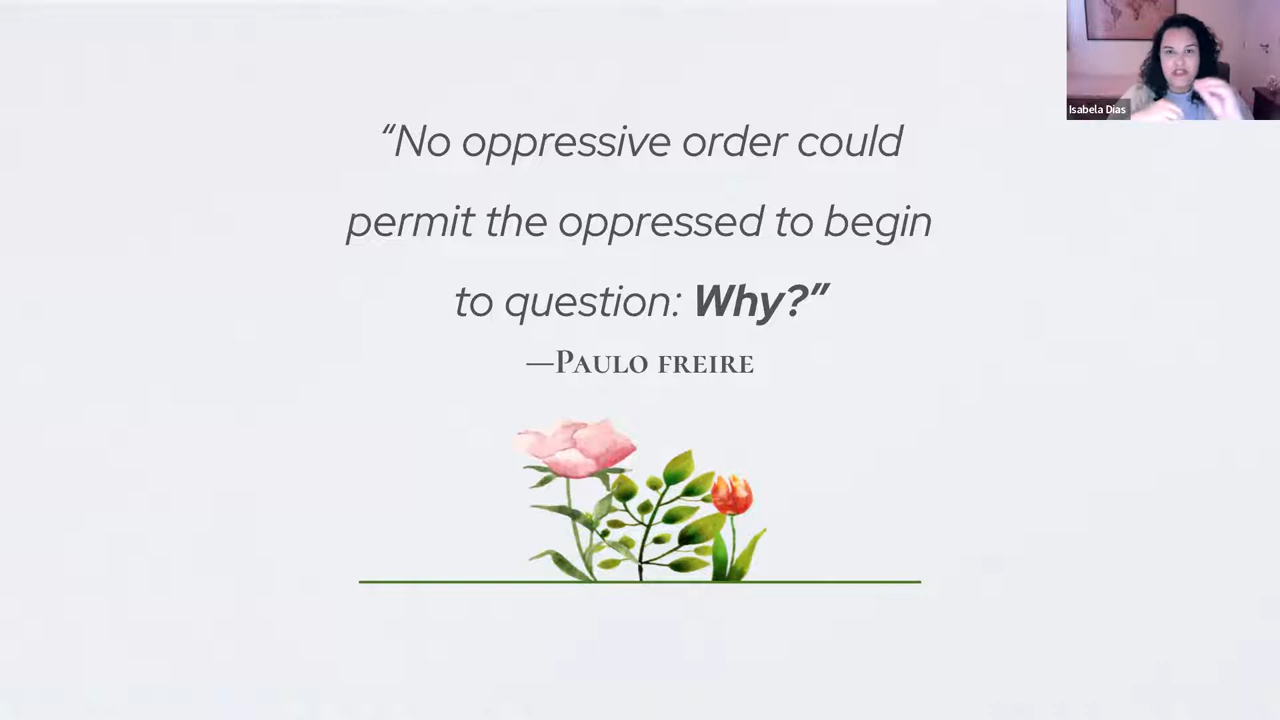 “No oppressive order could
permit the oppressed to begin
to question: Why?”
—Paulo freire
Isabela Dias